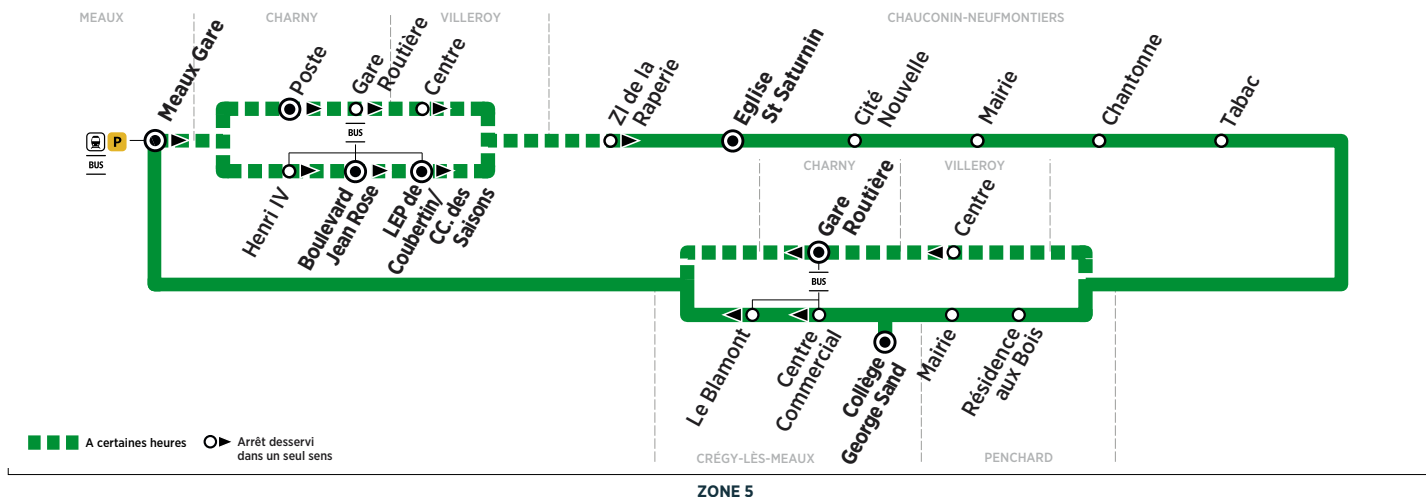 MEAUX
CHARNY
VILLEROY
CHAUCONIN-NEUFMONTIERS
P
BUS
Meaux Gare
Poste
Gare
Routière
Centre
BUS
Henri IV
Boulevard
Jean Rose
LEP de
Coubertin/
CC. des
Saisons
ZI de la
Raperie
Eglise
St Saturnin
Cité
Nouvelle
Mairie
Chantonne
Tabac
CHARNY
VILLEROY
Gare
Routière
Centre
BUS
Le Blamont
Centre
Commercial
Collège
George Sand
Mairie
Résidence
aux Bois
A certaines heures
Arrêt desservi
dans un seul sens
CRÉGY-LÈS-MEAUX
PENCHARD
ZONE 5